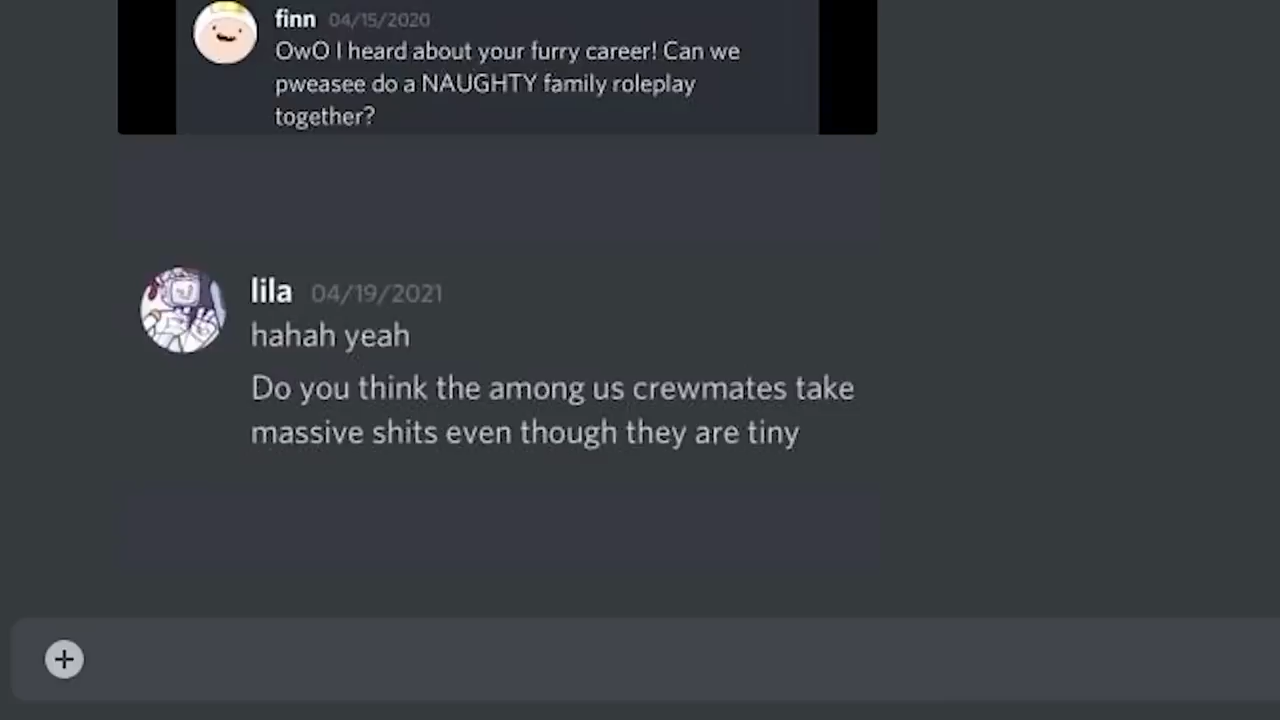 finn 04/15/2020
OwO I heard about your furry career! Can we
pweasee do a NAUGHTY family roleplay
together?
lila 04/19/2021
hahah yeah
Do you think the among us crewmates take
massive shits even though they are tiny